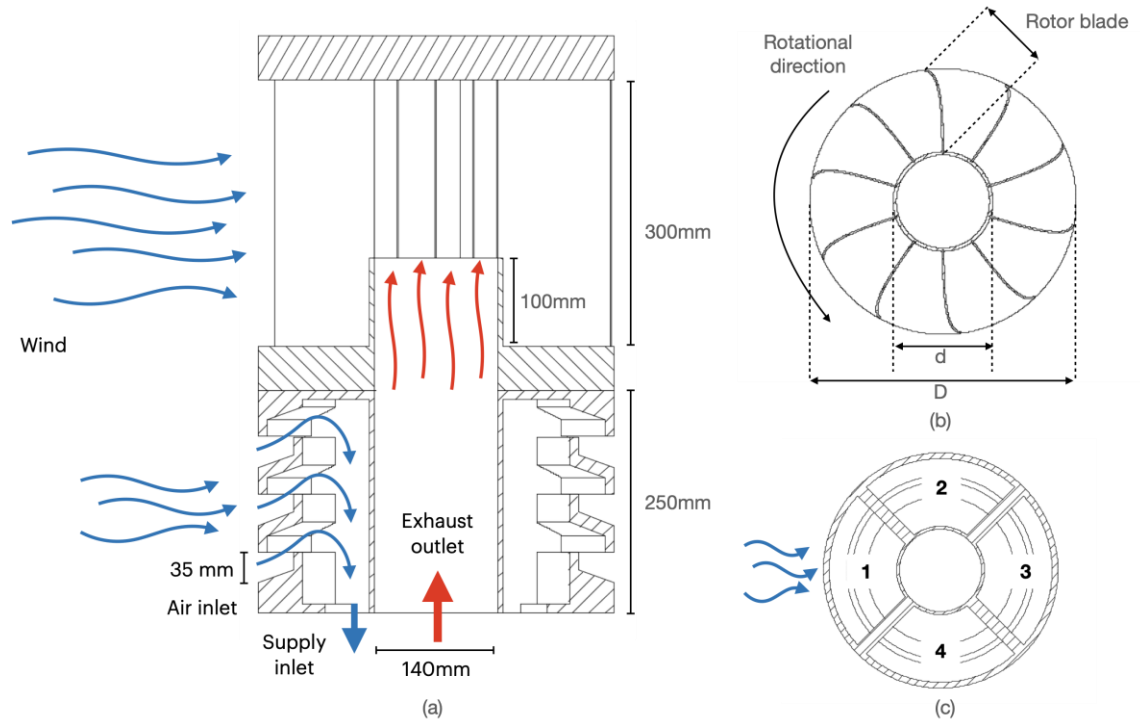 Wind
300mm
100mm
250mm
35 mm
Air inlet
Exhaust
outlet
Supply
inlet
140mm
(a)
Rotational
direction
Rotor blade
d
D
(b)
2
1
3
4
(c)